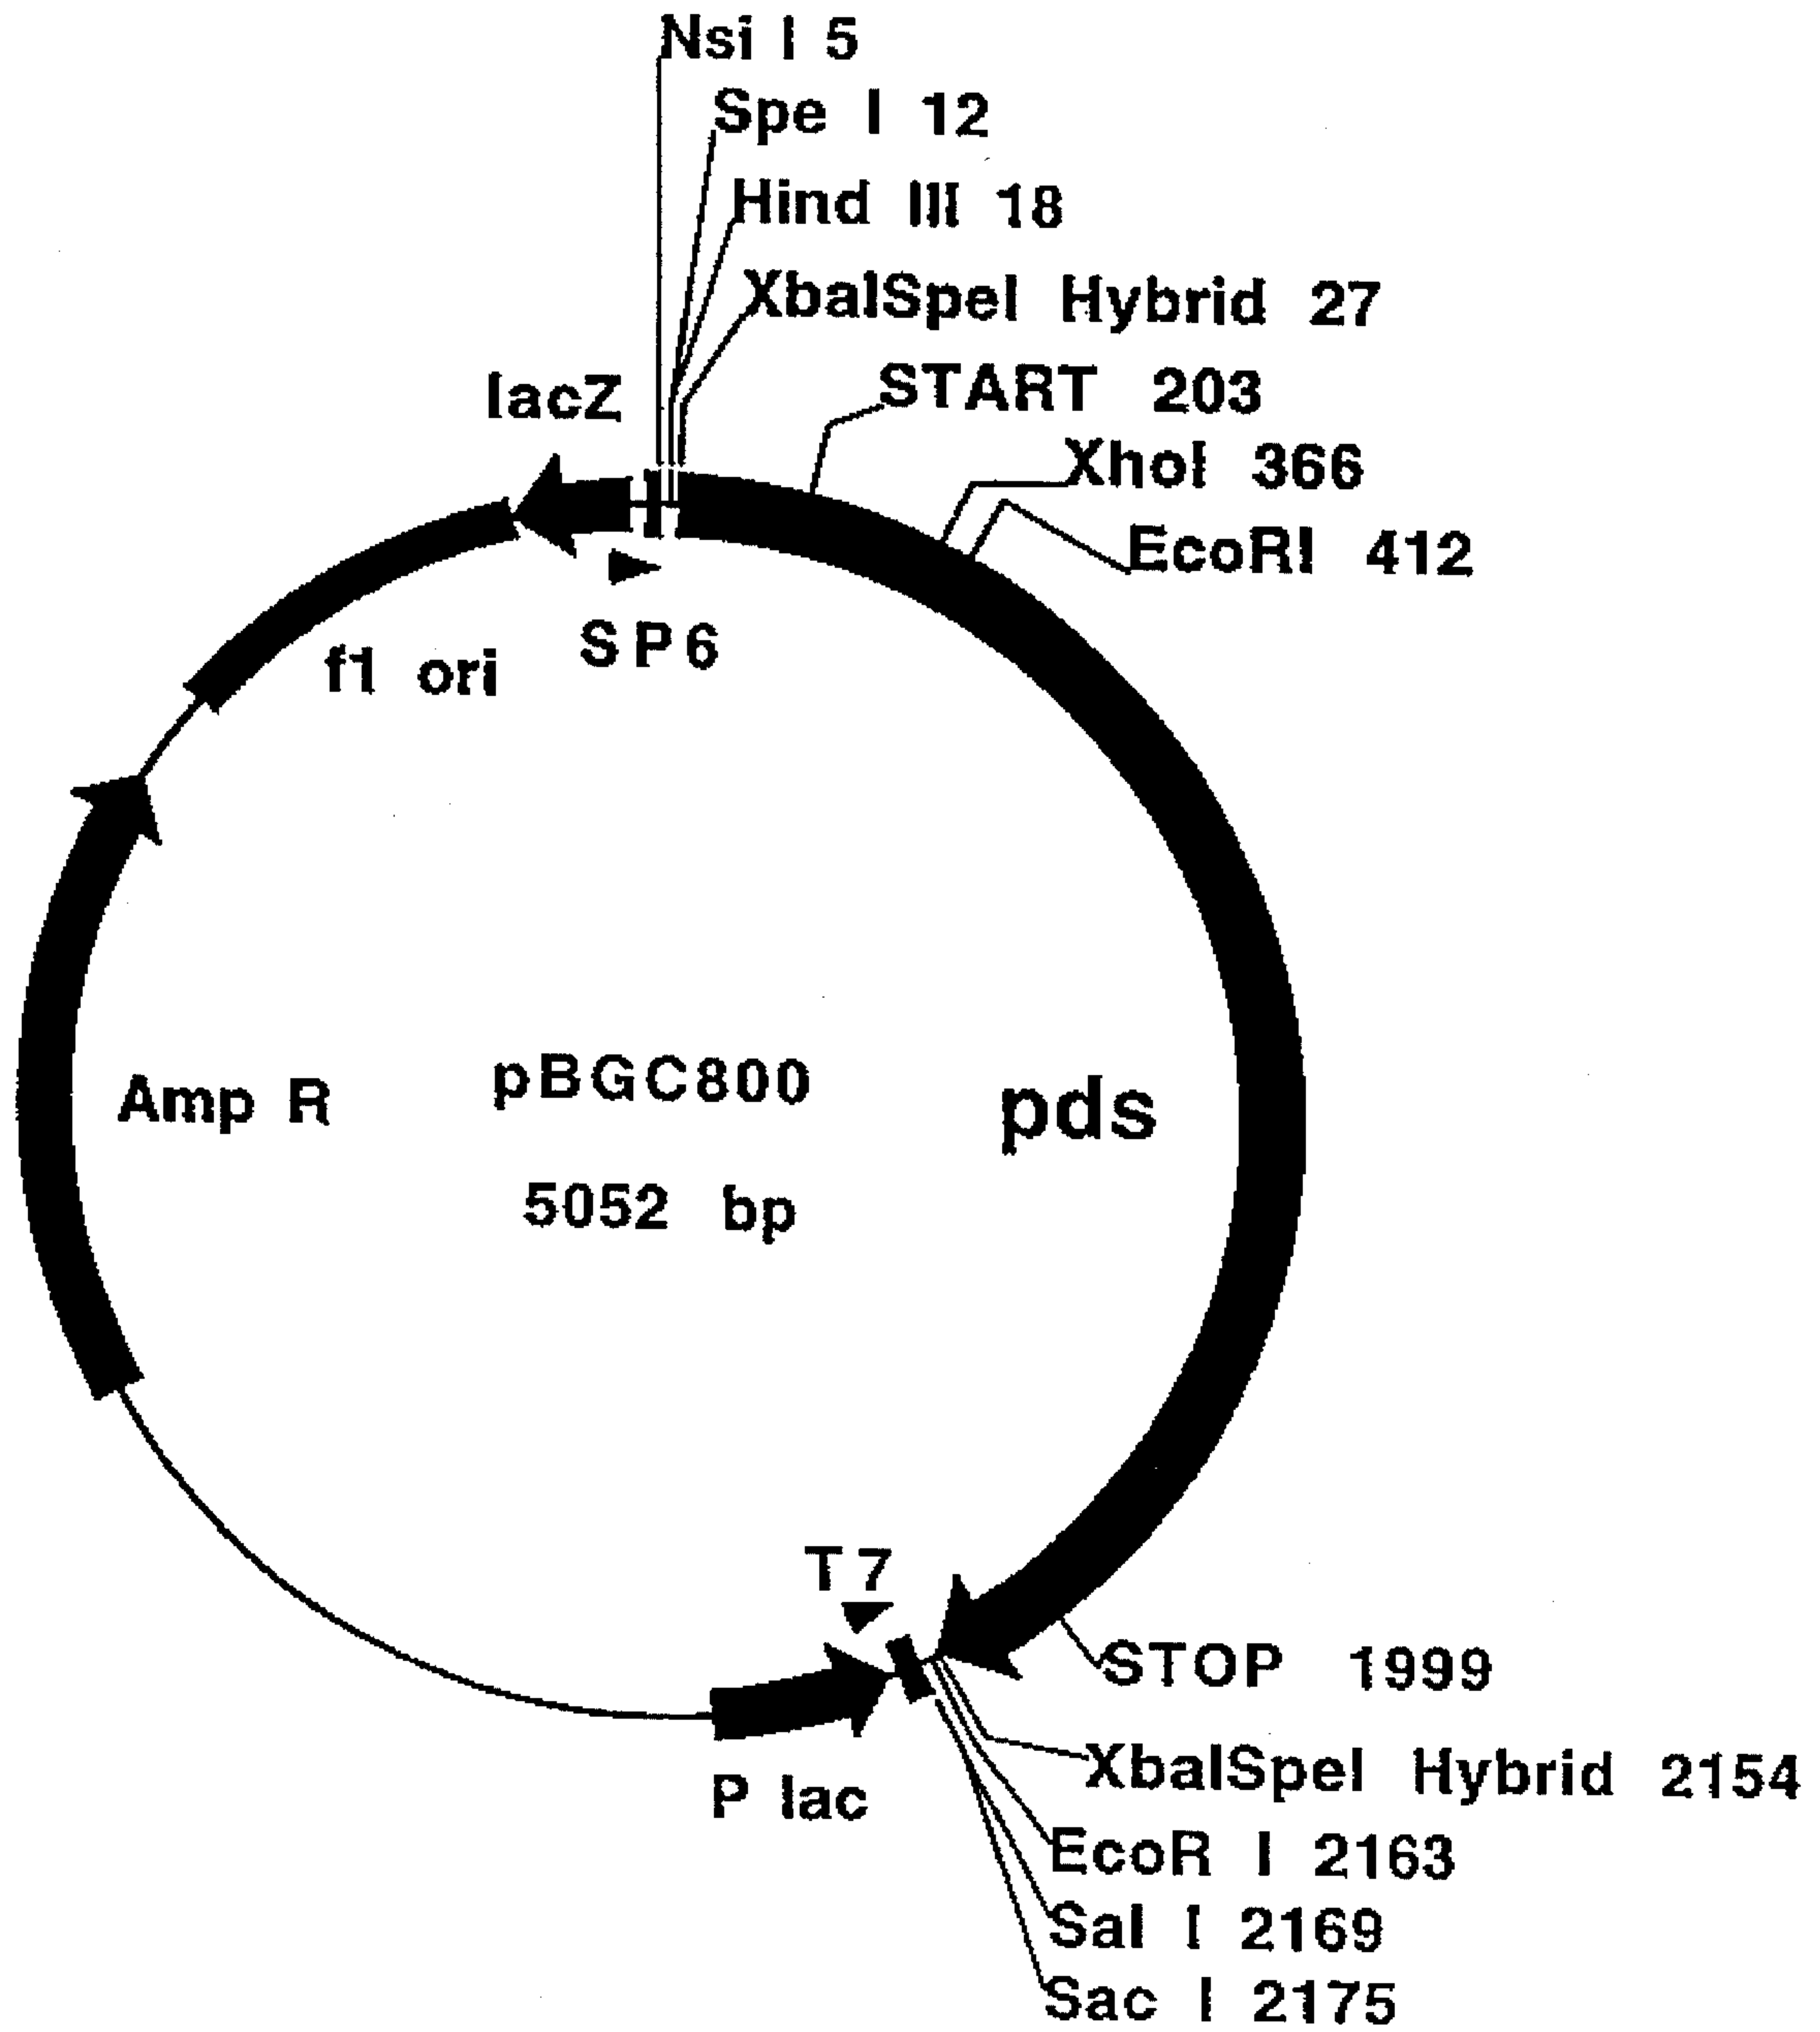 Nsi I 5
Spe I 12
Hind III 18
XbaISpeI Hybrid 27
lacZ
START 203
XhoI 366
EcoRI 412
SP6
f1 ori
Amp R
pBGC800
pds
5052 bp
T7
STOP 1999
P lac
XbaISpeI Hybrid 2154
EcoR I 2163
Sal I 2169
Sac I 2175